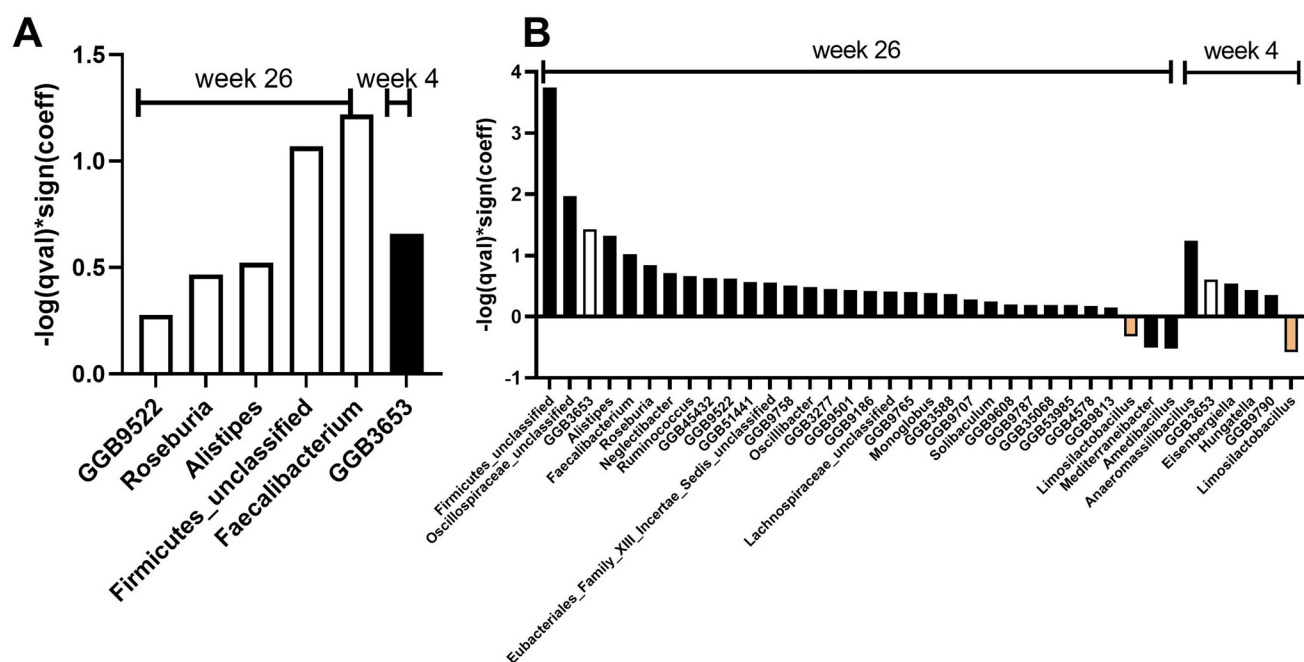 A
-log(qval)*sign(coeff)
1.5
1.0
0.5
0.0
week 26
week 4
GGB9522
Roseburia
Alistipes
Firmicutes_unclassified
Faecalibacterium
GGB3653
B
-log(qval)*sign(coeff)
4
3
2
1
0
-1
week 26
week 4
Firmicutes_unclassified
Oscillospiraceae_unclassified
GGB3653
Alistipes
Faecalibacterium
Roseburia
Neglectibacter
Ruminococcus
GGB45432
GGB9522
GGB51441
Eubacteriales_Family_XIII_Incertae_Sedis_unclassified
GGB9758
Oscillibacter
GGB3277
GGB9501
GGB9186
Lachnospiraceae_unclassified
GGB9765
Monoglobus
GGB3588
GGB9707
Solibaculum
GGB9608
GGB9787
GGB35068
GGB53985
GGB4578
GGB9813
Limosilactobacillus
Mediterraneibacter
Amedibacillus
Anaeromassilibacillus
GGB3653
Eisenbergiella
Hungatella
GGB9790
Limosilactobacillus